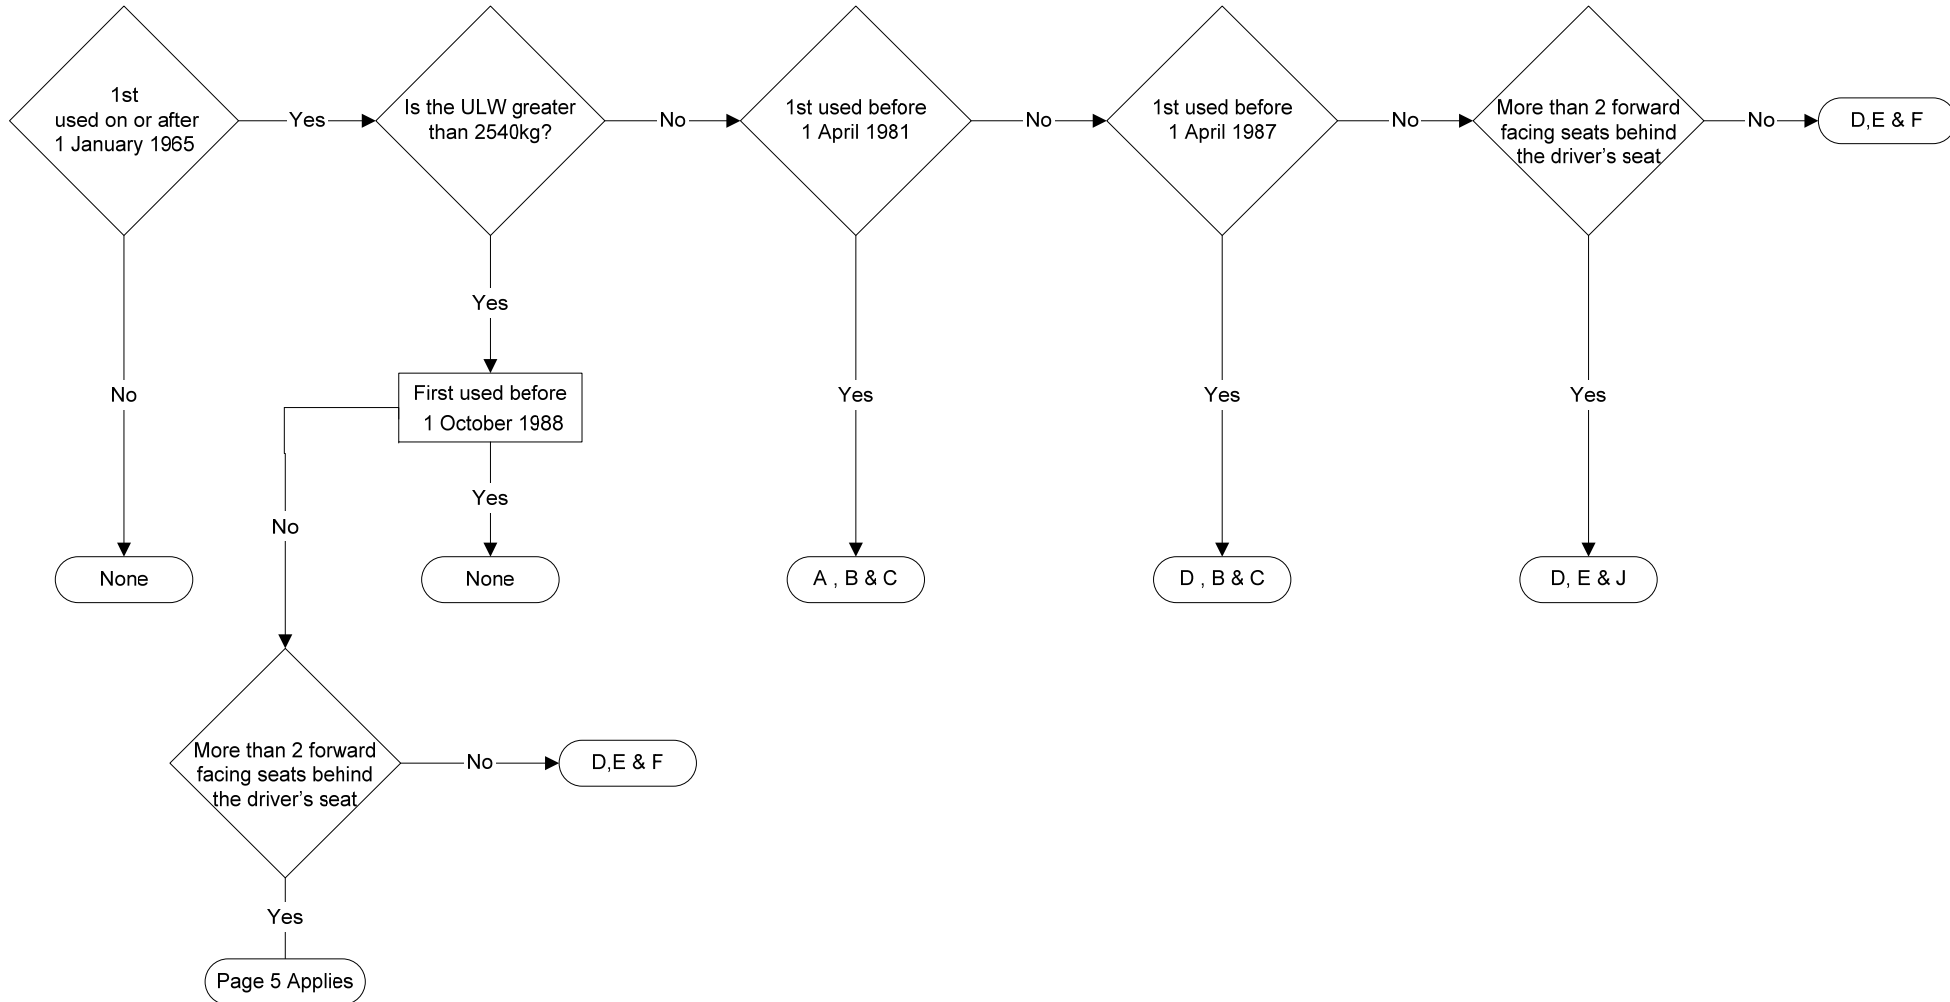 1st
used on or after
1 January 1965
Yes
Is the ULW greater
than 2540kg?
No
1st used before
1 April 1981
No
1st used before
1 April 1987
No
More than 2 forward
facing seats behind
the driver's seat
No
D,E & F
Yes
First used before
1 October 1988
No
Yes
Yes
Yes
Yes
No
None
None
A , B & C
D , B & C
D, E & J
More than 2 forward
facing seats behind
the driver's seat
No
D,E & F
Yes
Page 5 Applies